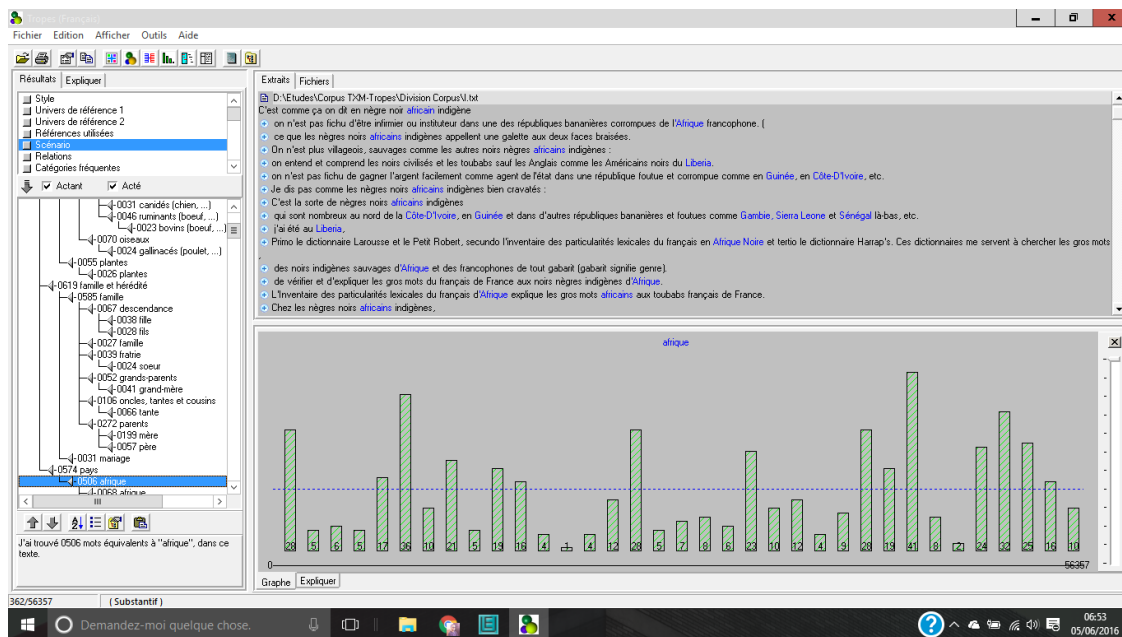 Tropes (Français)
Fichier Edition Afficher Outils Aide
Résultats Expliquer
Style
Univers de référence 1
Univers de référence 2
Références utilisées
Scénario
Relations
Catégories fréquentes
Actant Acté
0031 canidés (chien, ...)
0046 ruminants (boeuf, ...)
0023 bovins (boeuf, ...)
0070 oiseaux
0024 gallinacés (poulet, ...)
0055 plantes
0026 plantes
0619 famille et hérédité
0585 famille
0067 descendance
0038 fille
0028 fils
0027 famille
0039 fratrie
0024 soeur
0052 grands-parents
0041 grand-mère
0106 oncles, tantes et cousins
0066 tante
0272 parents
0199 mère
0057 père
0031 mariage
0574 pays
0506 afrique
0068 afrique
J'ai trouvé 0506 mots équivalents à "afrique", dans ce
texte.
Extraits Fichiers
D:\Etudes\Corpus TXM-Tropes\Division Corpus\I.txt
C'est comme ça on dit en nègre noir africain indigène
on n'est pas fichu d'être infirmier ou instituteur dans une des républiques bananières corrompues de l'Afrique francophone. (
ce que les nègres noirs africains indigènes appellent une galette aux deux faces braisées.
On n'est plus villageois, sauvages comme les autres noirs nègres africains indigènes :
on entend et comprend les noirs civilisés et les toubabs sauf les Anglais comme les Américains noirs du Liberia.
on n'est pas fichu de gagner l'argent facilement comme agent de l'état dans une république foutue et corrompue comme en Guinée, en Côte-D'Ivoire, etc.
Je dis pas comme les nègres noirs africains indigènes bien cravatés :
C'est la sorte de nègres noirs africains indigènes
qui sont nombreux au nord de la Côte-D'Ivoire, en Guinée et dans d'autres républiques bananières et foutues comme Gambie, Sierra Leone et Sénégal là-bas, etc.
j'ai été au Liberia,
Primo le dictionnaire Larousse et le Petit Robert, secundo l'inventaire des particularités lexicales du français en Afrique Noire et tertio le dictionnaire Harrap's. Ces dictionnaires me servent à chercher les gros mots
,
des noirs indigènes sauvages d'Afrique et des francophones de tout gabarit (gabarit signifie genre).
de vérifier et d'expliquer les gros mots du français de France aux noirs nègres indigènes d'Afrique.
L'Inventaire des particularités lexicales du français d'Afrique explique les gros mots africains aux toubabs français de France.
Chez les nègres noirs africains indigènes,
afrique
28 5 6 5 17 36 10 21 5 19 16 4 1 4 12 28 5 7 8 6 23 10 12 4 9 28 19 41 8 2 24 32 25 16 10
0 56357
Graphe Expliquer
362/56357 (Substantif)
Demandez-moi quelque chose.
06:53
05/06/2016